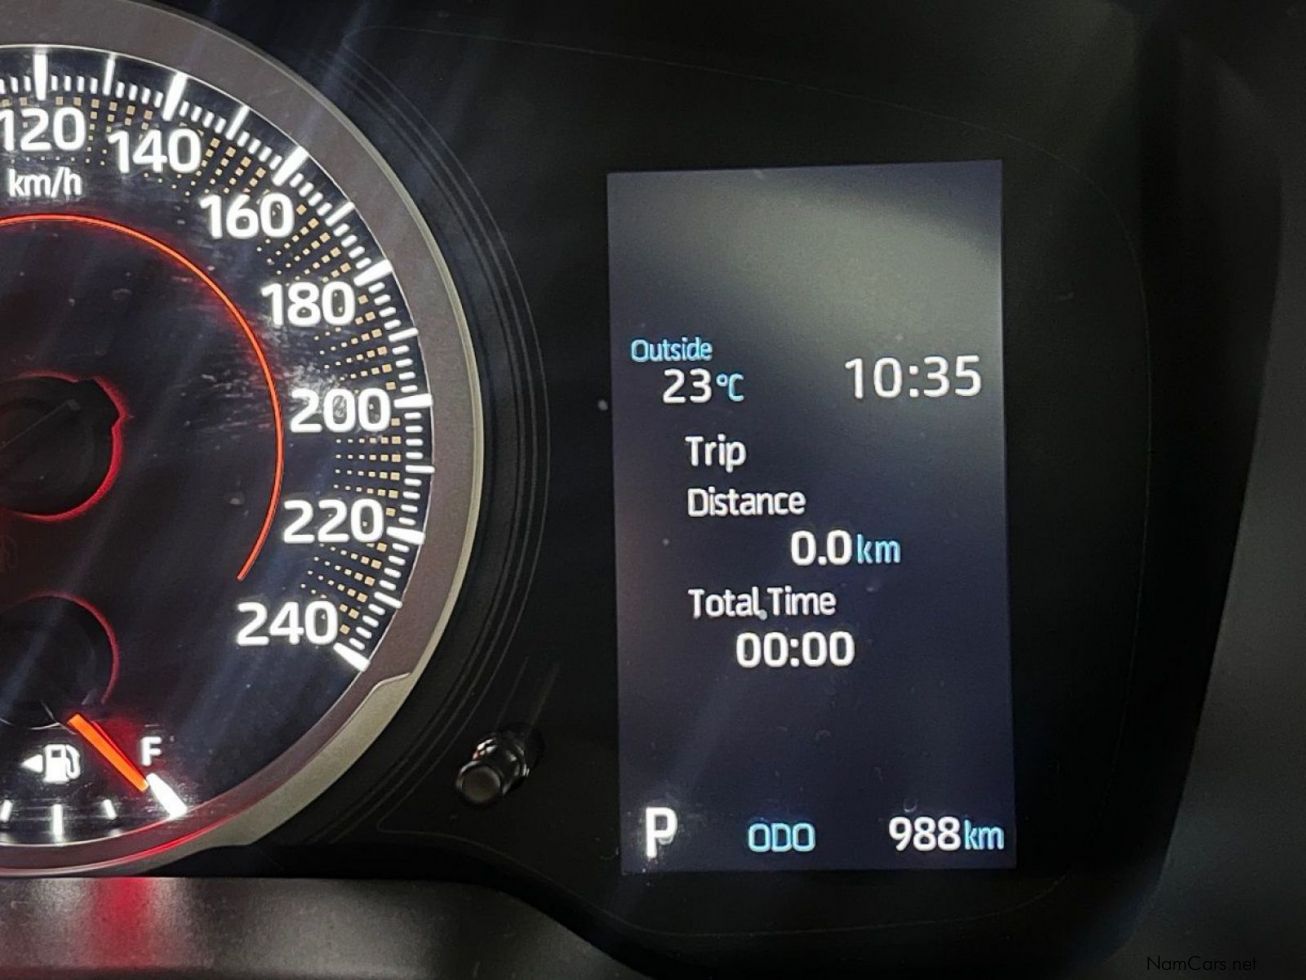 120
140
km/h
160
180
200
220
240
F
Outside
23°C
10:35
Trip
Distance
0.0km
Total Time
00:00
P ODO 988km
NamCars.net